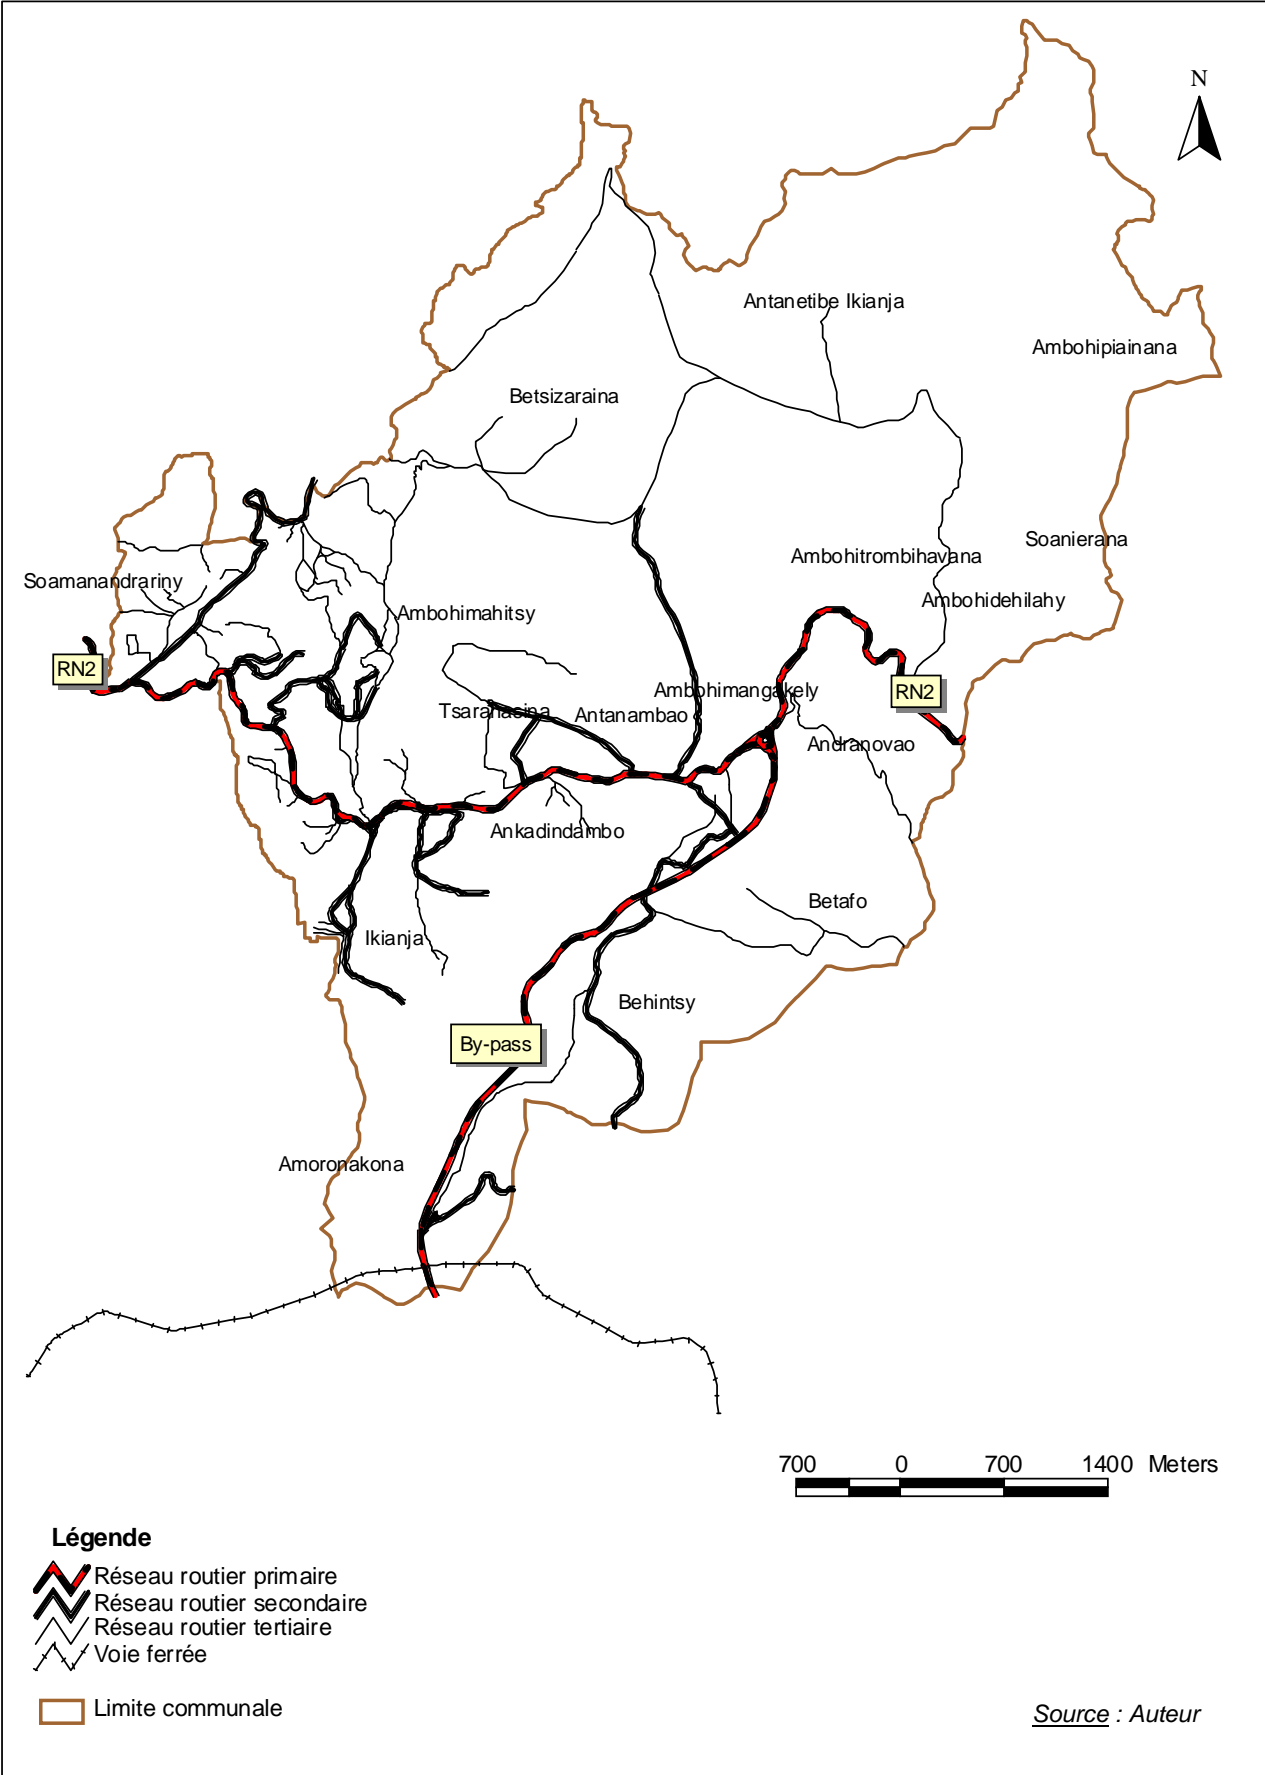 N
Antanetibe Ikianja
Ambohipiainana
Betsizaraina
Soanierana
Ambohitrombihavana
Soamanandrariny
Ambohidehilahy
Ambohimahitsy
RN2
RN2
Ambohimangakely
Tsarahasina
Antanambao
Andranovao
Ankadindambo
Betafo
Ikianja
Behintsy
By-pass
Amoronakona
700 0 700 1400 Meters
Légende
Réseau routier primaire
Réseau routier secondaire
Réseau routier tertiaire
Voie ferrée
Limite communale
Source : Auteur